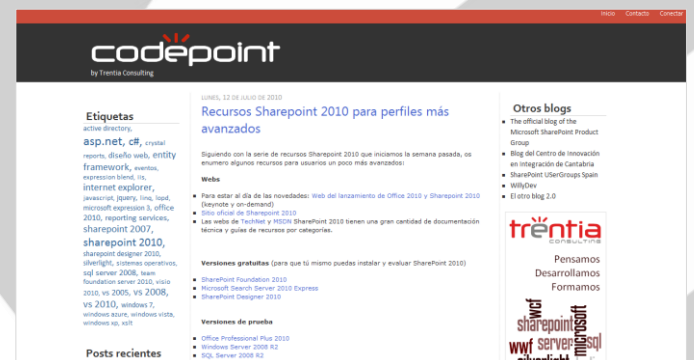 Inicio Contacto Conectar
codepoint
by Trentia Consulting
Etiquetas
active directory,
asp.net, c#, crystal
reports, diseño web, entity
framework, eventos,
expression blend, iis,
internet explorer,
javascript, jquery, linq, lopd,
microsoft expression 3, office
2010, reporting services,
sharepoint 2007,
sharepoint 2010,
sharepoint designer 2010,
silverlight, sistemas operativos,
sql server 2008, team
foundation server 2010, visio
2010, vs 2005, vs 2008,
vs 2010, windows 7,
windows azure, windows vista,
windows xp, xslt
Posts recientes
LUNES, 12 DE JULIO DE 2010
Recursos Sharepoint 2010 para perfiles más
avanzados
Siguiendo con la serie de recursos Sharepoint 2010 que iniciamos la semana pasada, os
enumero algunos recursos para usuarios un poco más avanzados:
Webs
Para estar al día de las novedades: Web del lanzamiento de Office 2010 y Sharepoint 2010
(keynote y on-demand)
Sitio oficial de Sharepoint 2010
Las webs de TechNet y MSDN SharePoint 2010 tienen una gran cantidad de documentación
técnica y guías de recursos por categorías.
Versiones gratuitas (para que tú mismo puedas instalar y evaluar SharePoint 2010)
SharePoint Foundation 2010
Microsoft Search Server 2010 Express
SharePoint Designer 2010
Versiones de prueba
Office Professional Plus 2010
Windows Server 2008 R2
SQL Server 2008 R2
Otros blogs
The official blog of the
Microsoft SharePoint Product
Group
Blog del Centro de Innovación
en Integración de Cantabria
SharePoint USerGroups Spain
WillyDev
El otro blog 2.0
trentia
CONSULTING
Pensamos
Desarrollamos
Formamos
wcf
sharepoint
microsoft
wwf server sql
silverlight